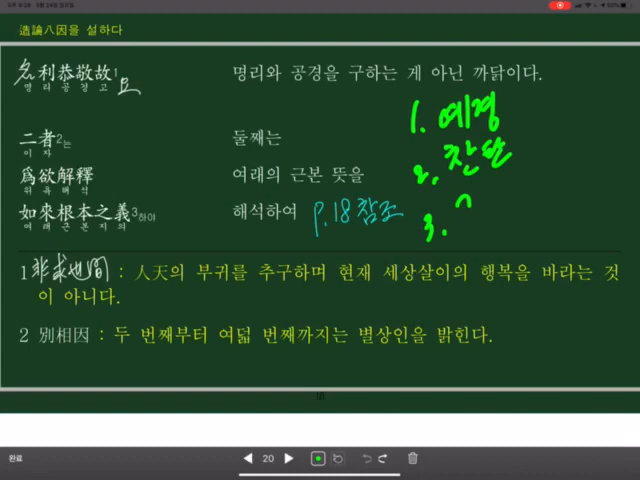 造論八因을 설하다
名利恭敬故1 요
명리공경고
명리와 공경을 구하는 게 아닌 까닭이다.
1. 예경
二者2는
이자
둘째는
2. 찬탄
爲欲解釋
위욕해석
여래의 근본 뜻을
如來根本之義3하야
여래근본지의
해석하여
P.18 참조
3.
1 非求世間 : 人天의 부귀를 추구하며 현재 세상살이의 행복을 바라는 것
이 아니다.
2 別相因 : 두 번째부터 여덟 번째까지는 별상인을 밝힌다.
완료
20